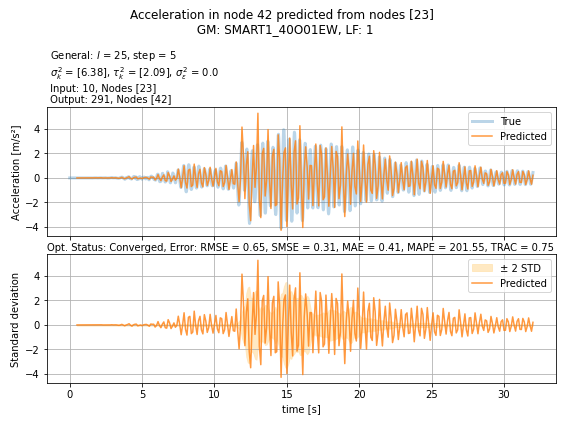 Acceleration in node 42 predicted from nodes [23]
GM: SMART1_40O01EW, LF: 1
General: l = 25, step = 5
σ²ₖ = [6.38], τ²ₖ = [2.09], σ²ε = 0.0
Input: 10, Nodes [23]
Output: 291, Nodes [42]
Acceleration [m/s²]
4
2
0
−2
−4
True
Predicted
Opt. Status: Converged, Error: RMSE = 0.65, SMSE = 0.31, MAE = 0.41, MAPE = 201.55, TRAC = 0.75
Standard deviation
4
2
0
−2
−4
± 2 STD
Predicted
0 5 10 15 20 25 30
time [s]